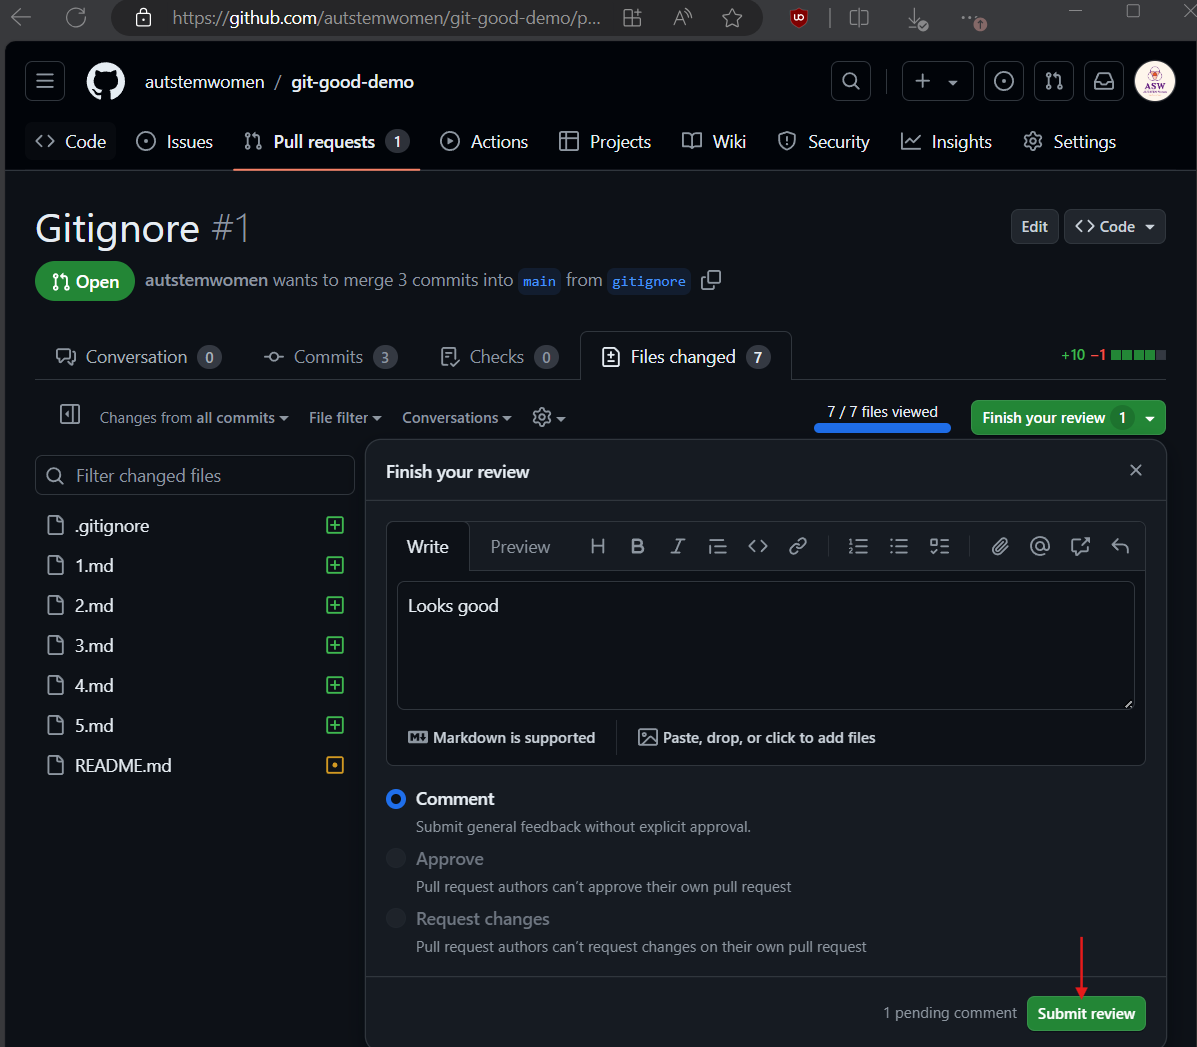 https://github.com/autstemwomen/git-good-demo/p...
autstemwomen / git-good-demo
ASW
Code Issues Pull requests 1 Actions Projects Wiki Security Insights Settings
Gitignore #1
Edit Code
Open autstemwomen wants to merge 3 commits into main from gitignore
Conversation 0 Commits 3 Checks 0 Files changed 7 +10 −1
Changes from all commits File filter Conversations 7 / 7 files viewed Finish your review 1
Filter changed files
.gitignore
1.md
2.md
3.md
4.md
5.md
README.md
Finish your review
Write Preview
Looks good
Markdown is supported Paste, drop, or click to add files
Comment
Submit general feedback without explicit approval.
Approve
Pull request authors can’t approve their own pull request
Request changes
Pull request authors can’t request changes on their own pull request
1 pending comment Submit review